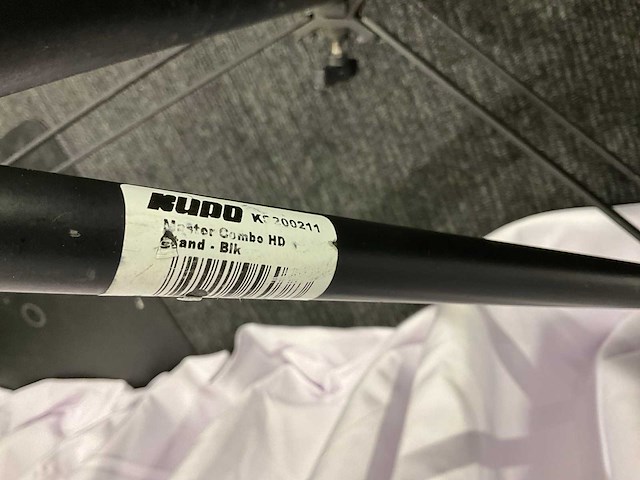 KUPO KS200211
Master Combo HD
Stand - Blk